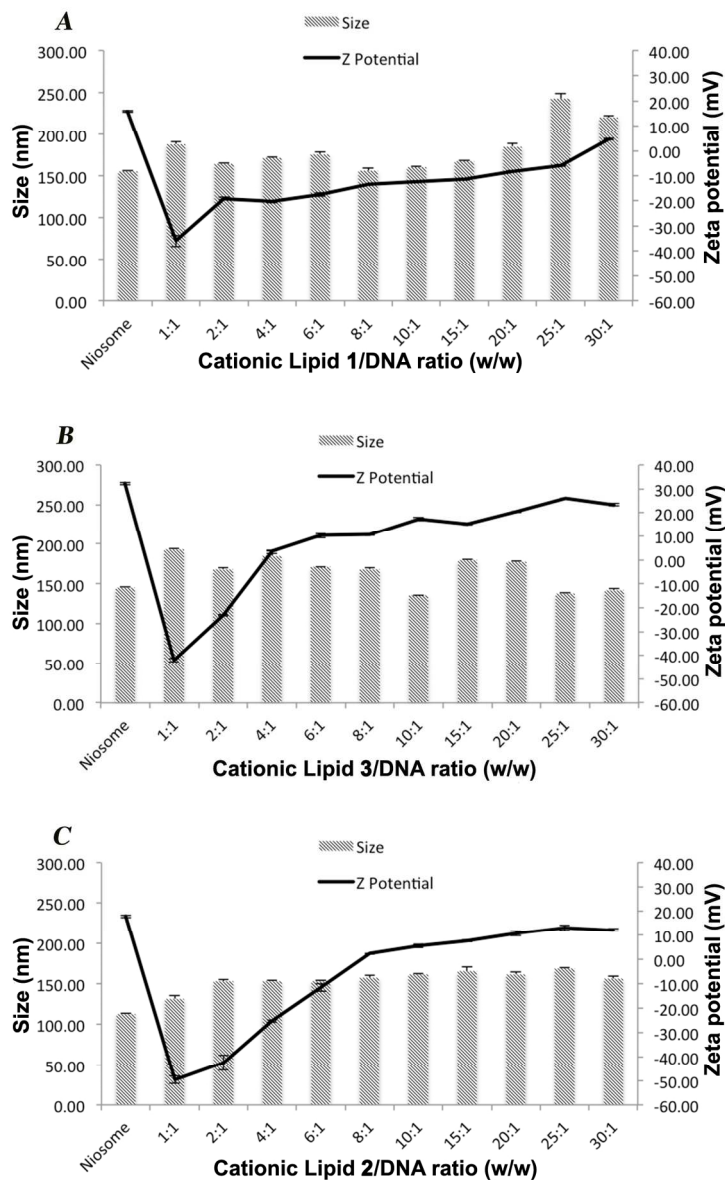 A
Size
Z Potential
300.00
250.00
200.00
150.00
100.00
50.00
0.00
Size (nm)
40.00
30.00
20.00
10.00
0.00
-10.00
-20.00
-30.00
-40.00
-50.00
-60.00
Zeta potential (mV)
Niosome 1:1 2:1 4:1 6:1 8:1 10:1 15:1 20:1 25:1 30:1
Cationic Lipid 1/DNA ratio (w/w)
B
Size
Z Potential
300.00
250.00
200.00
150.00
100.00
50.00
0.00
Size (nm)
40.00
30.00
20.00
10.00
0.00
-10.00
-20.00
-30.00
-40.00
-50.00
-60.00
Zeta potential (mV)
Niosome 1:1 2:1 4:1 6:1 8:1 10:1 15:1 20:1 25:1 30:1
Cationic Lipid 3/DNA ratio (w/w)
C
Size
Z Potential
300.00
250.00
200.00
150.00
100.00
50.00
0.00
Size (nm)
40.00
30.00
20.00
10.00
0.00
-10.00
-20.00
-30.00
-40.00
-50.00
-60.00
Zeta potential (mV)
Niosome 1:1 2:1 4:1 6:1 8:1 10:1 15:1 20:1 25:1 30:1
Cationic Lipid 2/DNA ratio (w/w)